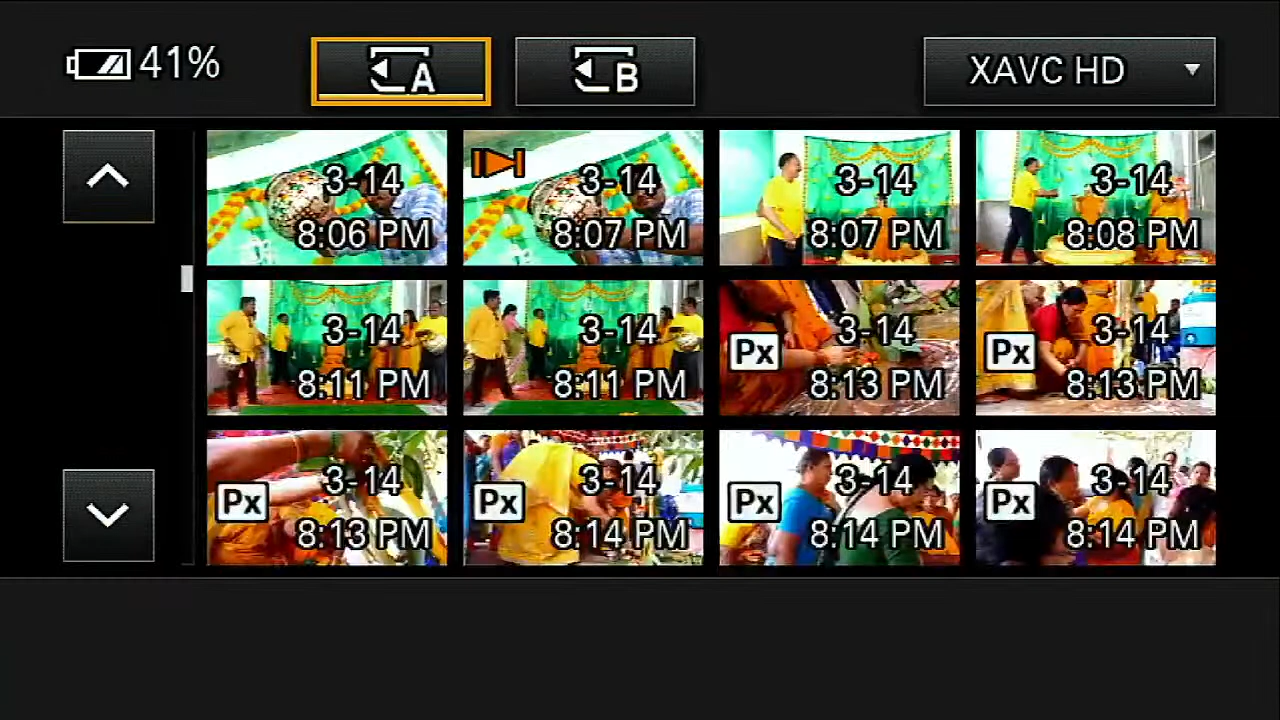 41% A B XAVC HD
3-14 3-14 3-14 3-14
8:06 PM 8:07 PM 8:07 PM 8:08 PM
3-14 3-14 3-14 3-14
Px Px
8:11 PM 8:11 PM 8:13 PM 8:13 PM
3-14 3-14 3-14 3-14
Px Px Px Px
8:13 PM 8:14 PM 8:14 PM 8:14 PM